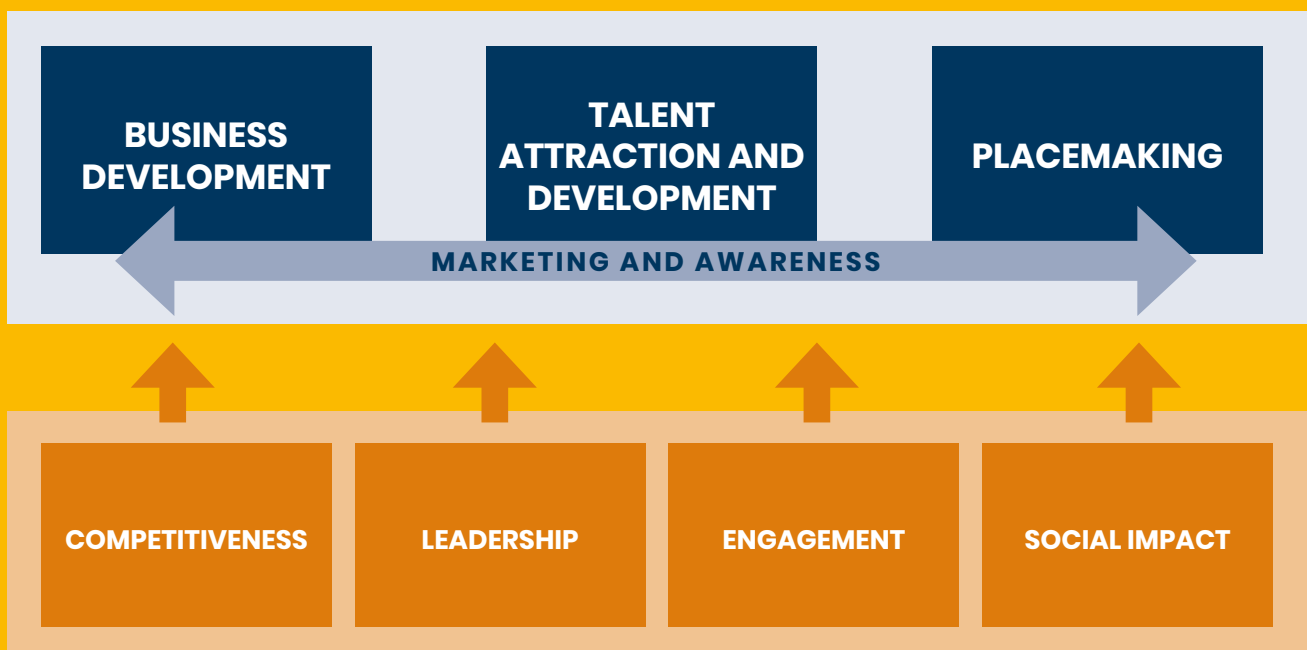 BUSINESS
DEVELOPMENT
TALENT
ATTRACTION AND
DEVELOPMENT
PLACEMAKING
MARKETING AND AWARENESS
COMPETITIVENESS
LEADERSHIP
ENGAGEMENT
SOCIAL IMPACT